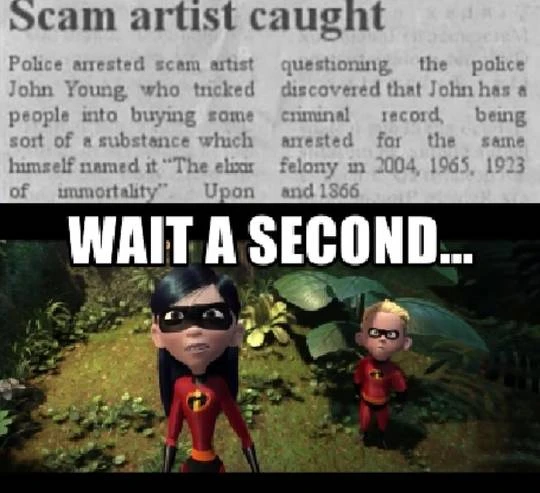 Scam artist caught
Police arrested scam artist
John Young, who tricked
people into buying some
sort of a substance which
himself named it "The elixir
of immortality". Upon
questioning, the police
discovered that John has a
criminal record, being
arrested for the same
felony in 2004, 1965, 1923
and 1866
WAIT A SECOND...